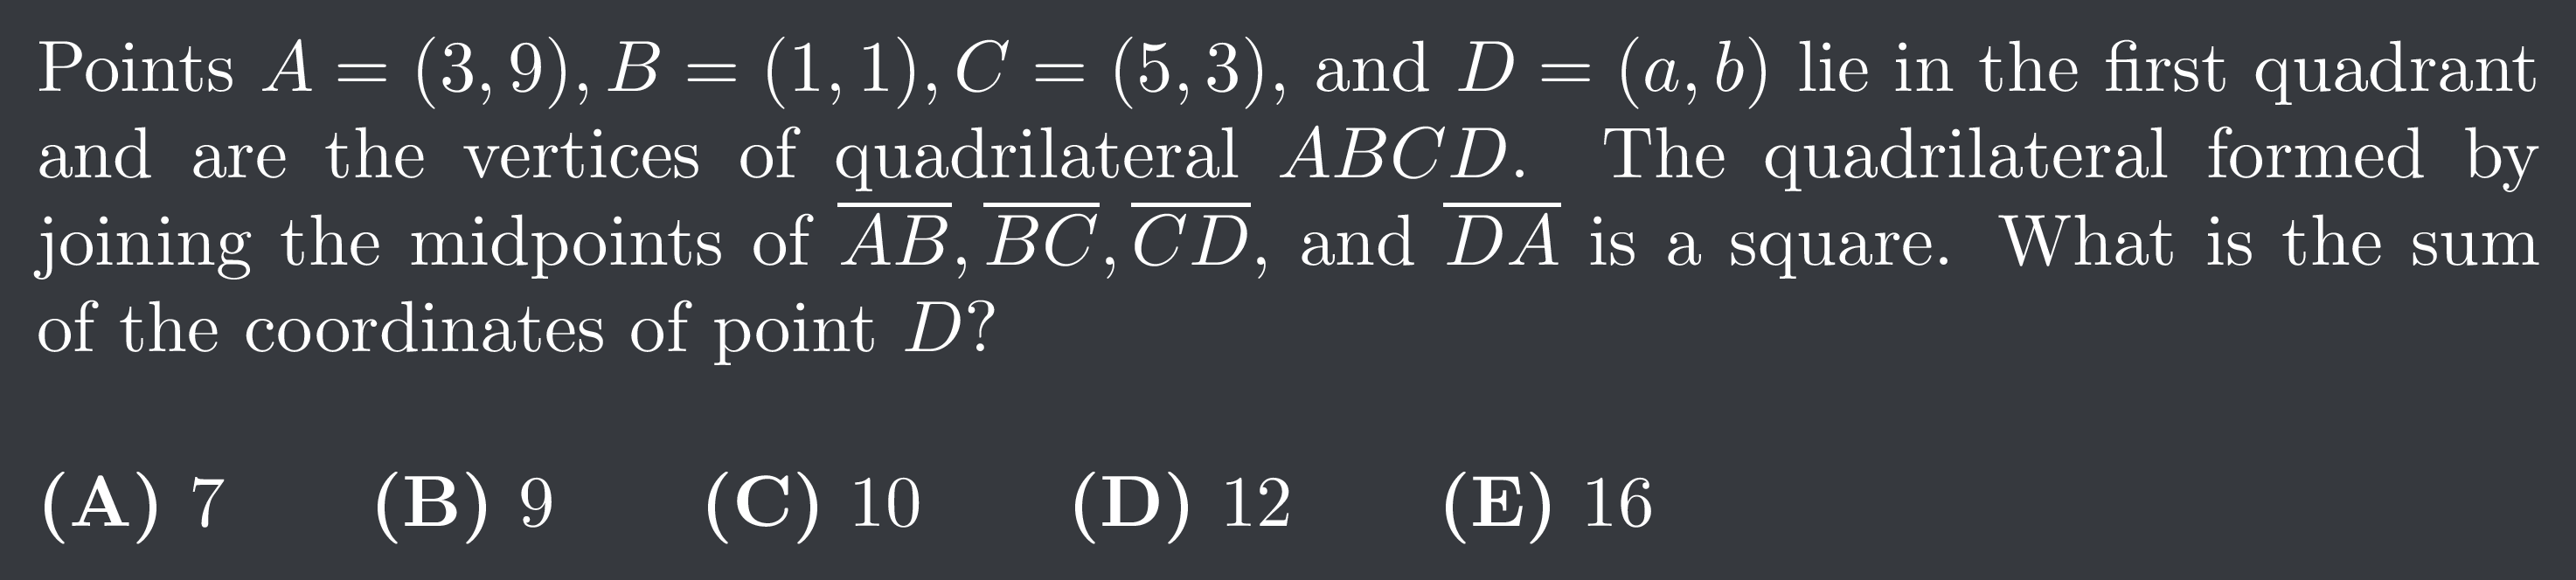 Points A = (3, 9), B = (1, 1), C = (5, 3), and D = (a, b) lie in the first quadrant
and are the vertices of quadrilateral ABCD. The quadrilateral formed by
joining the midpoints of \overline{AB}, \overline{BC}, \overline{CD}, and \overline{DA} is a square. What is the sum
of the coordinates of point D?
(A) 7 (B) 9 (C) 10 (D) 12 (E) 16